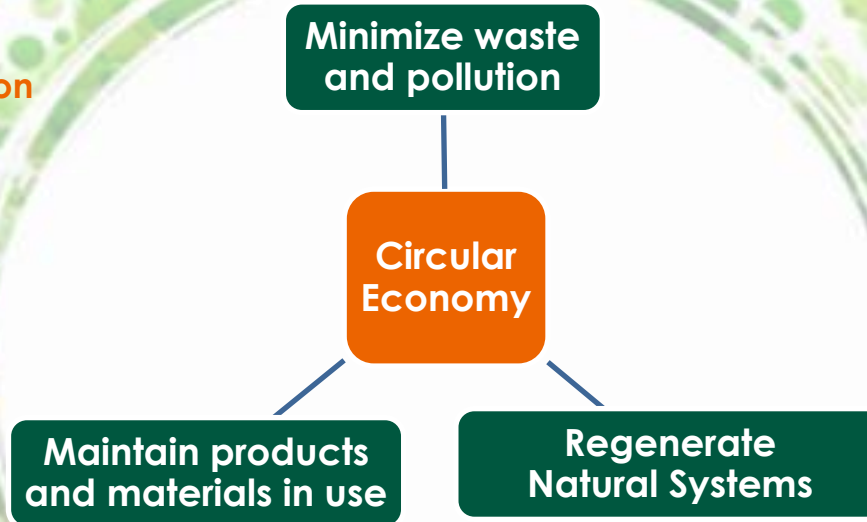 Minimize waste
and pollution
on
Circular
Economy
Maintain products
and materials in use
Regenerate
Natural Systems